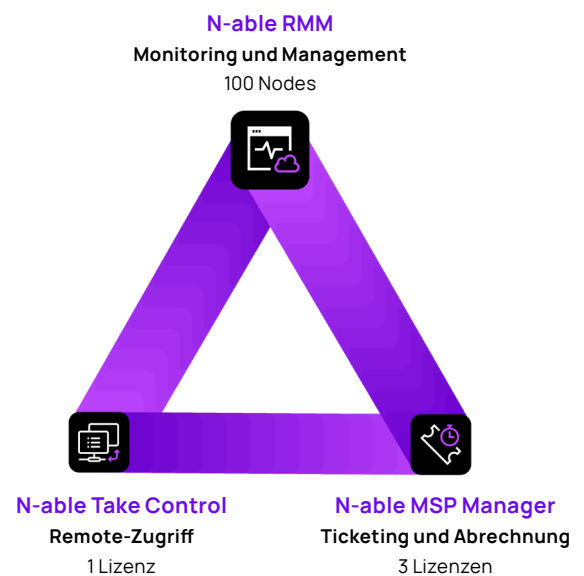 N-able RMM
Monitoring und Management
100 Nodes
N-able Take Control
Remote-Zugriff
1 Lizenz
N-able MSP Manager
Ticketing und Abrechnung
3 Lizenzen